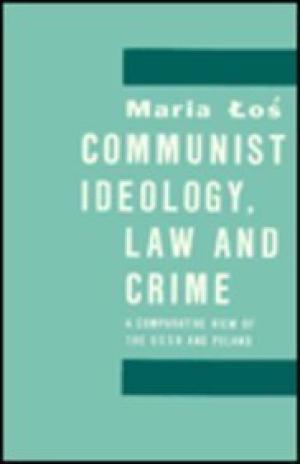 Maria Łoś
COMMUNIST
IDEOLOGY,
LAW AND
CRIME
A COMPARATIVE VIEW OF
THE USSR AND POLAND